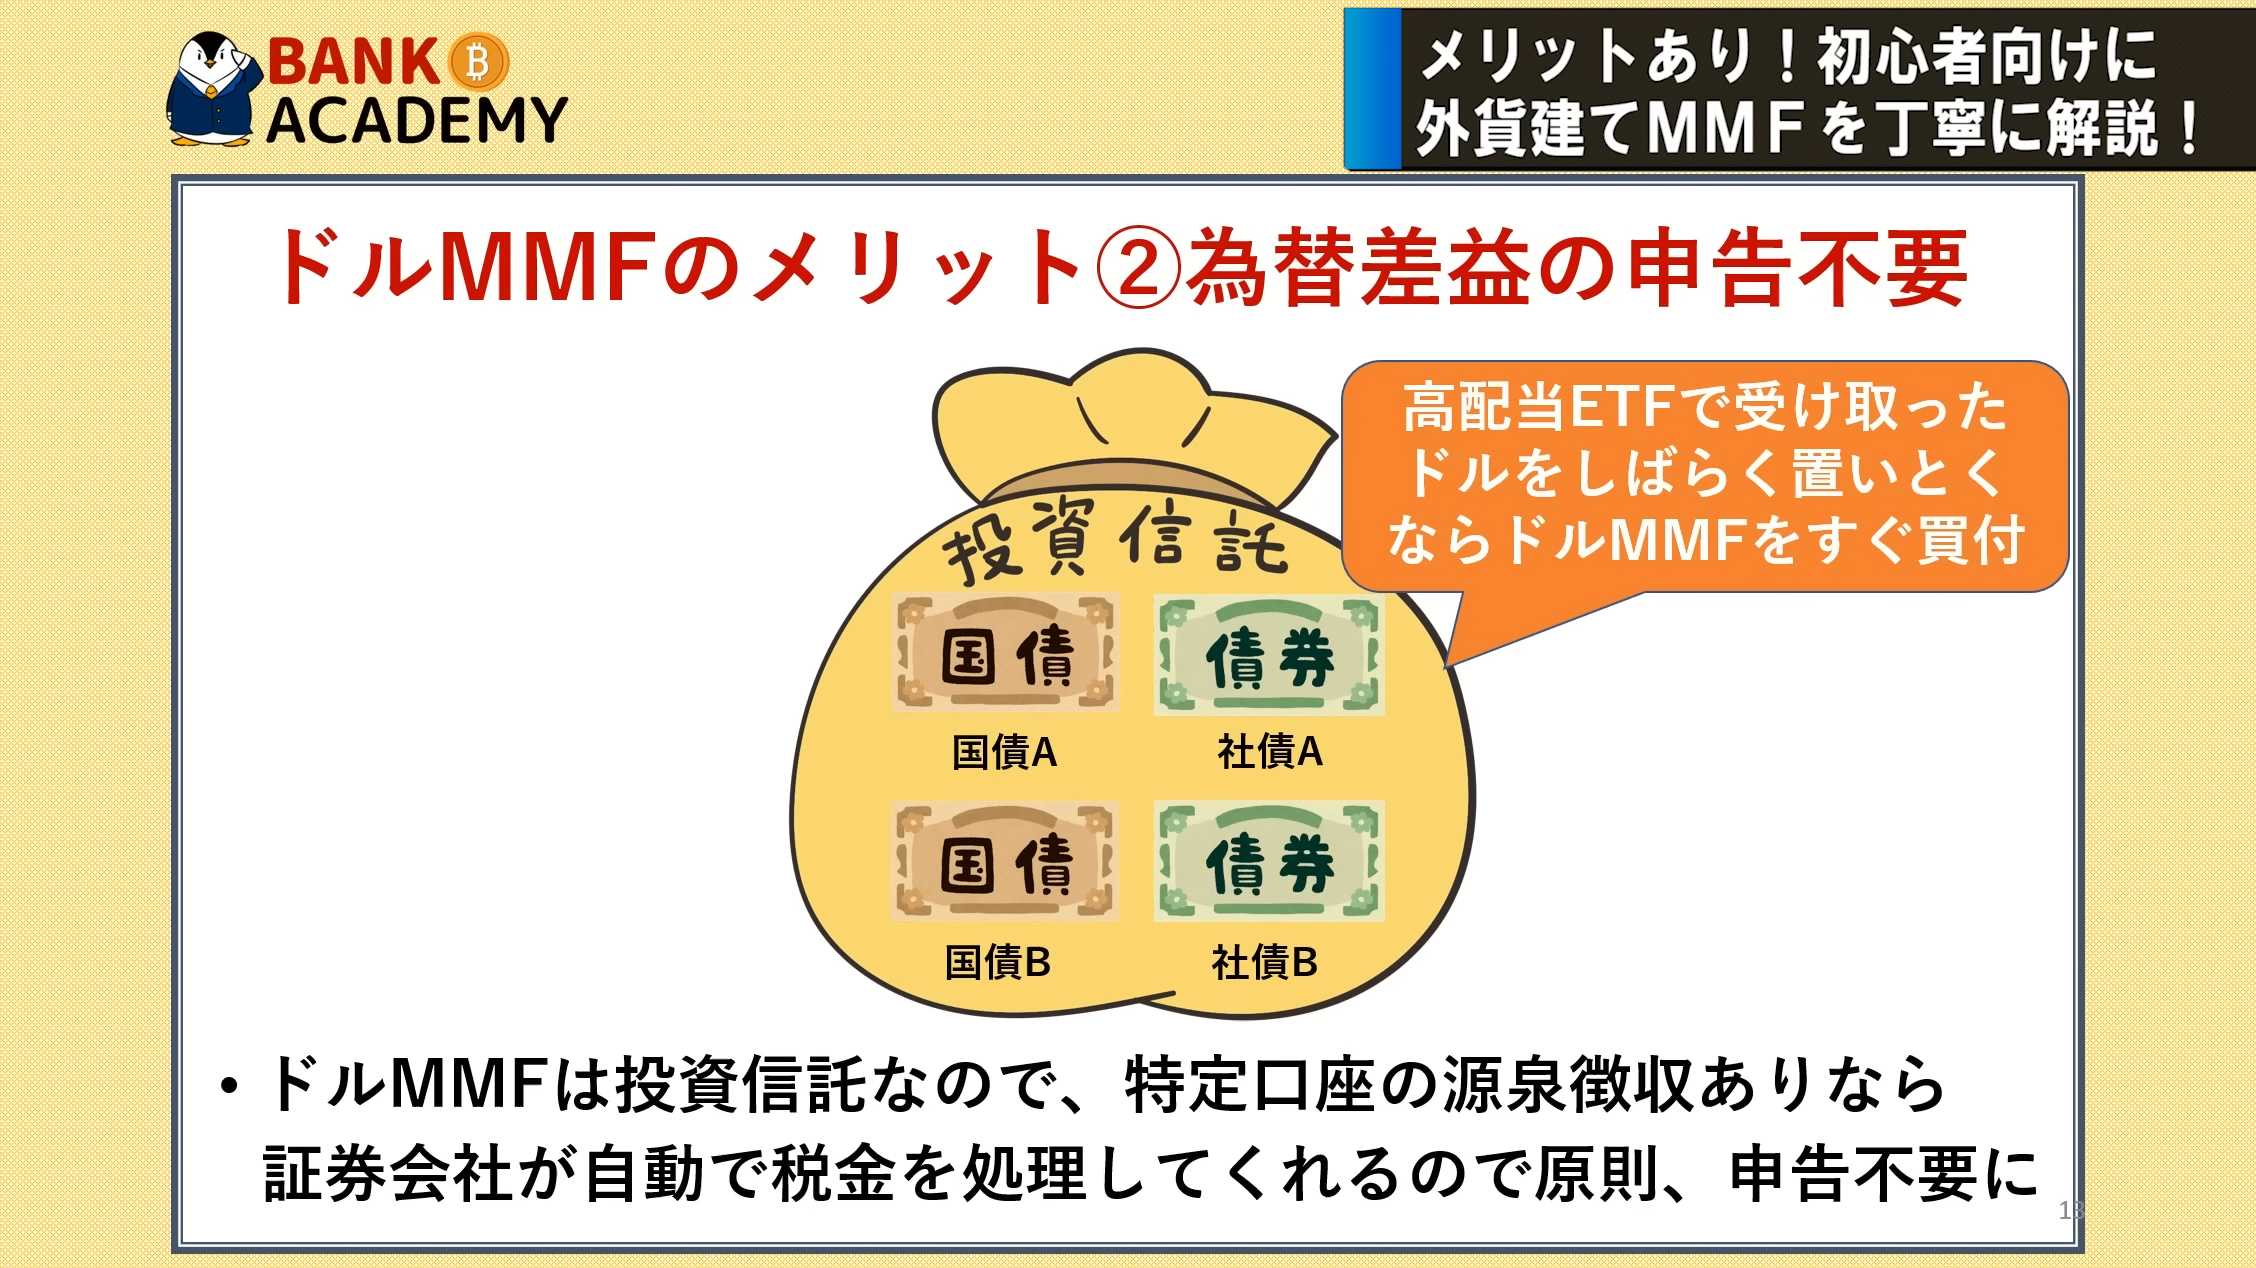 BANK
ACADEMY
メリットあり！初心者向けに
外貨建てＭＭＦを丁寧に解説！
ドルMMFのメリット②為替差益の申告不要
高配当ETFで受け取った
ドルをしばらく置いとく
ならドルMMFをすぐ買付
投資信託
国債
債券
国債A
社債A
国債
債券
国債B
社債B
・ドルMMFは投資信託なので、特定口座の源泉徴収ありなら
証券会社が自動で税金を処理してくれるので原則、申告不要に